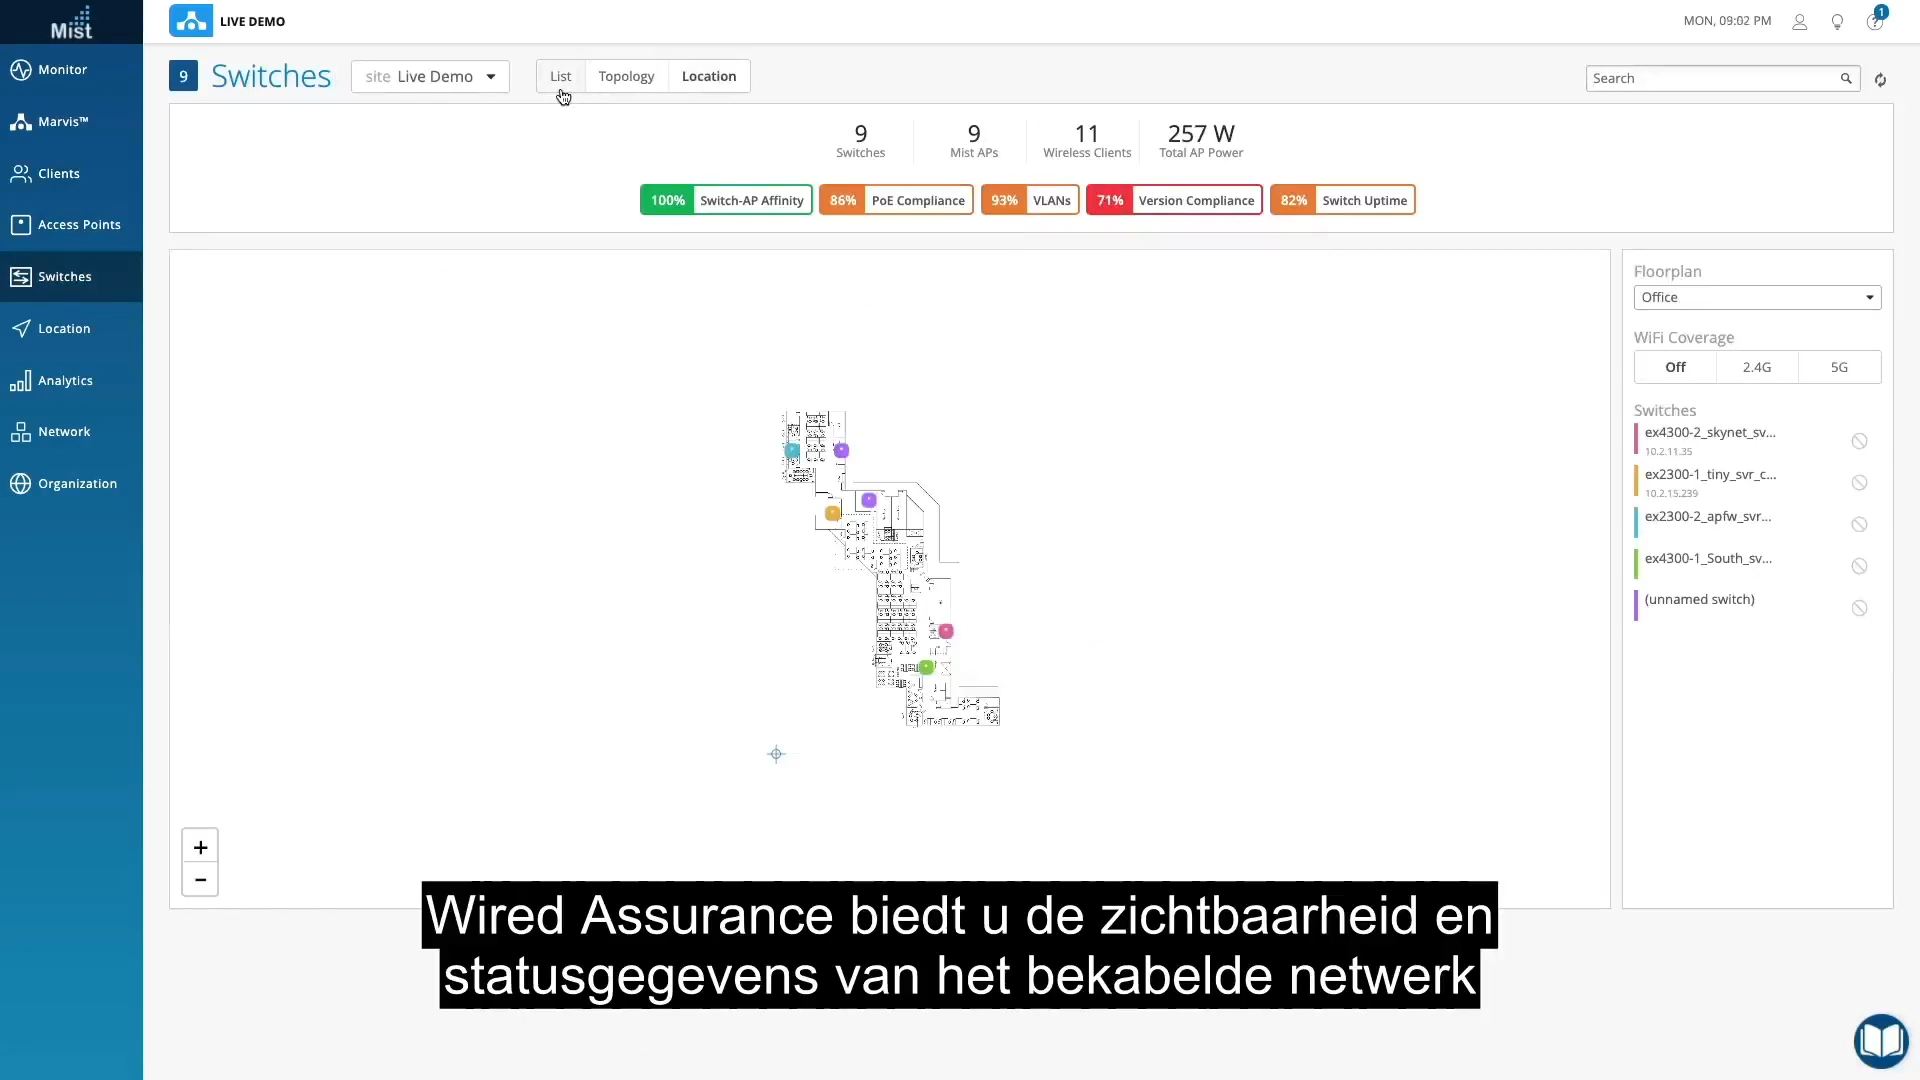 Mist
LIVE DEMO
MON, 09:02 PM
1
Monitor
Marvis™
Clients
Access Points
Switches
Location
Analytics
Network
Organization
9 Switches
site Live Demo
List Topology Location
Search
9 9 11 257 W
Switches Mist APs Wireless Clients Total AP Power
100% Switch-AP Affinity 86% PoE Compliance 93% VLANs 71% Version Compliance 82% Switch Uptime
Floorplan
Office
WiFi Coverage
Off 2.4G 5G
Switches
ex4300-2_skynet_sv...
10.2.11.35
ex2300-1_tiny_svr_c...
10.2.15.239
ex2300-2_apfw_svr...
ex4300-1_South_sv...
(unnamed switch)
+
−
Wired Assurance biedt u de zichtbaarheid en
statusgegevens van het bekabelde netwerk